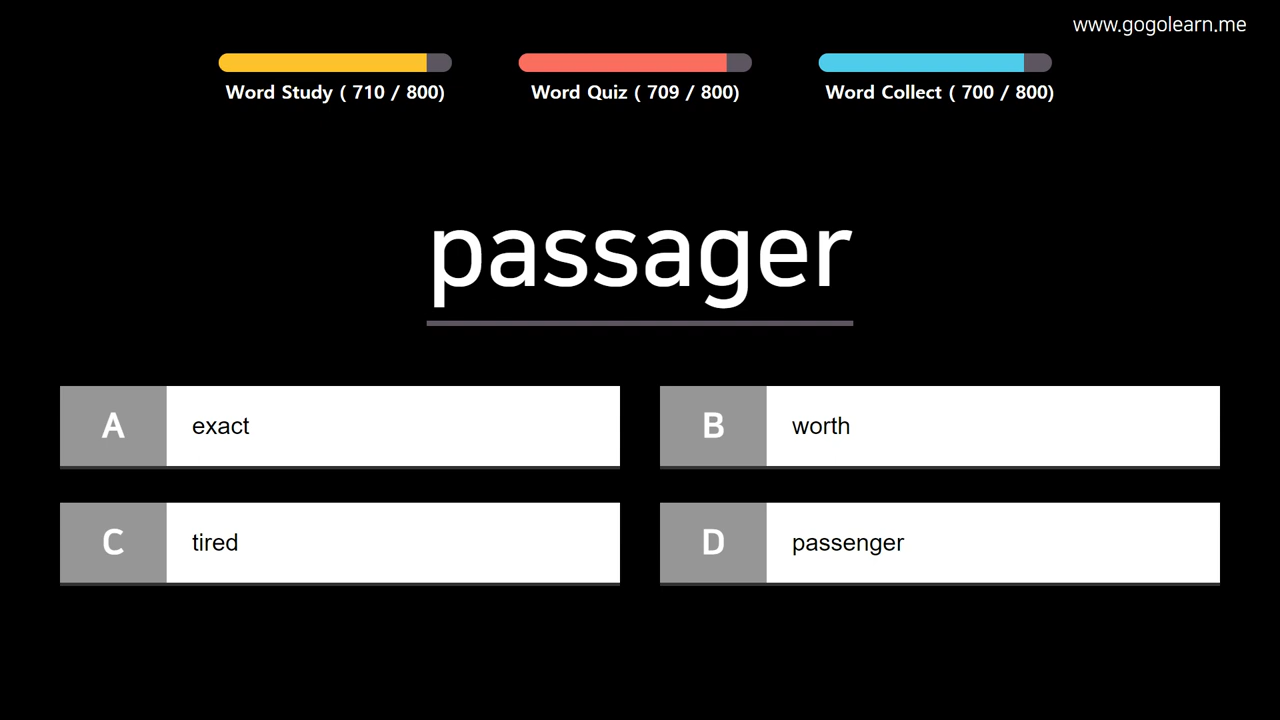 www.gogolearn.me
Word Study ( 710 / 800)
Word Quiz ( 709 / 800)
Word Collect ( 700 / 800)
passager
A exact
B worth
C tired
D passenger